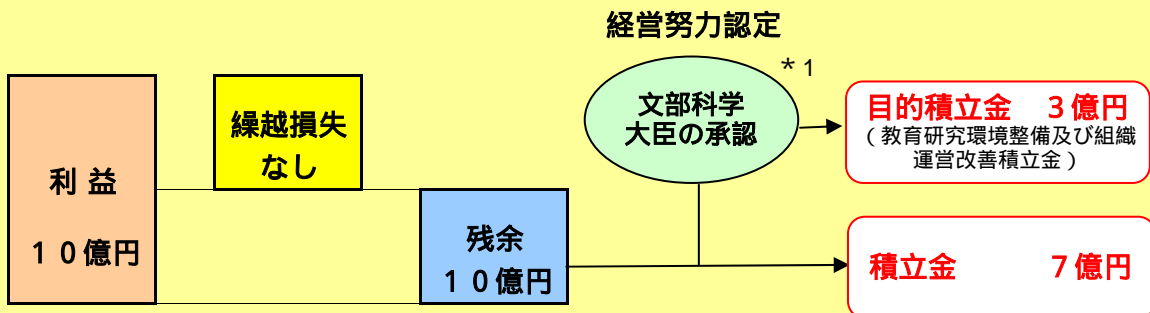 経営努力認定
*1
利 益
１０億円
繰越損失
なし
残余
１０億円
文部科学
大臣の承認
目的積立金　３億円
（教育研究環境整備及び組織
運営改善積立金）
積立金　　　７億円